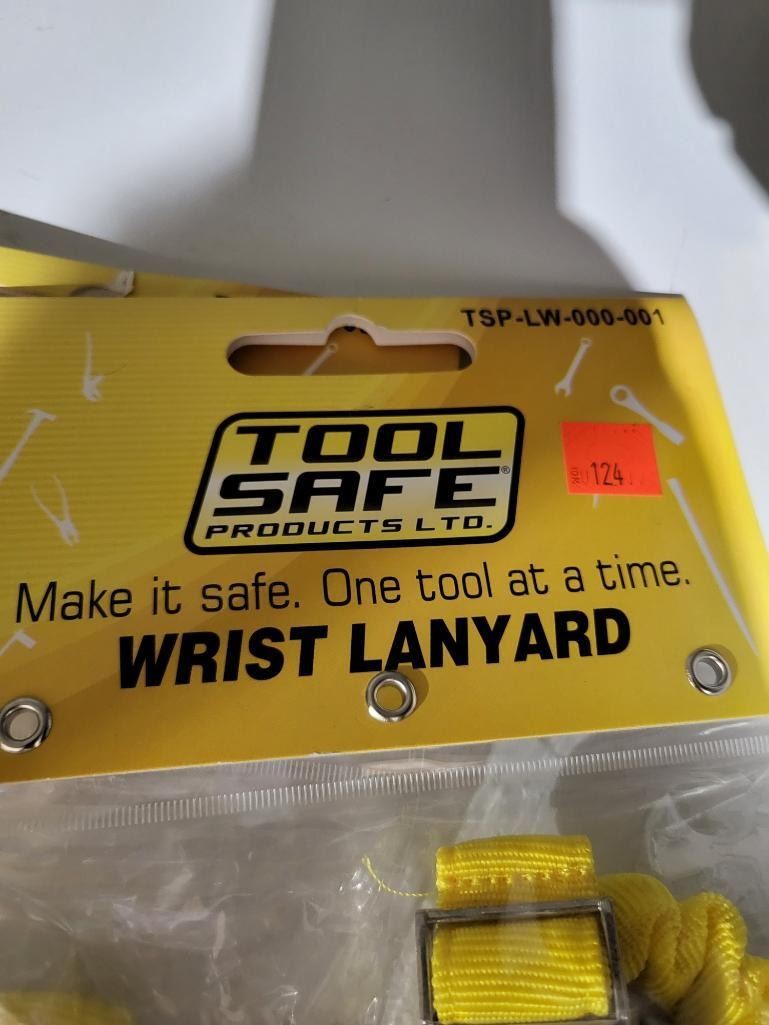 TSP-LW-000-001
TOOL
SAFE®
PRODUCTS LTD.
124
Make it safe. One tool at a time.
WRIST LANYARD